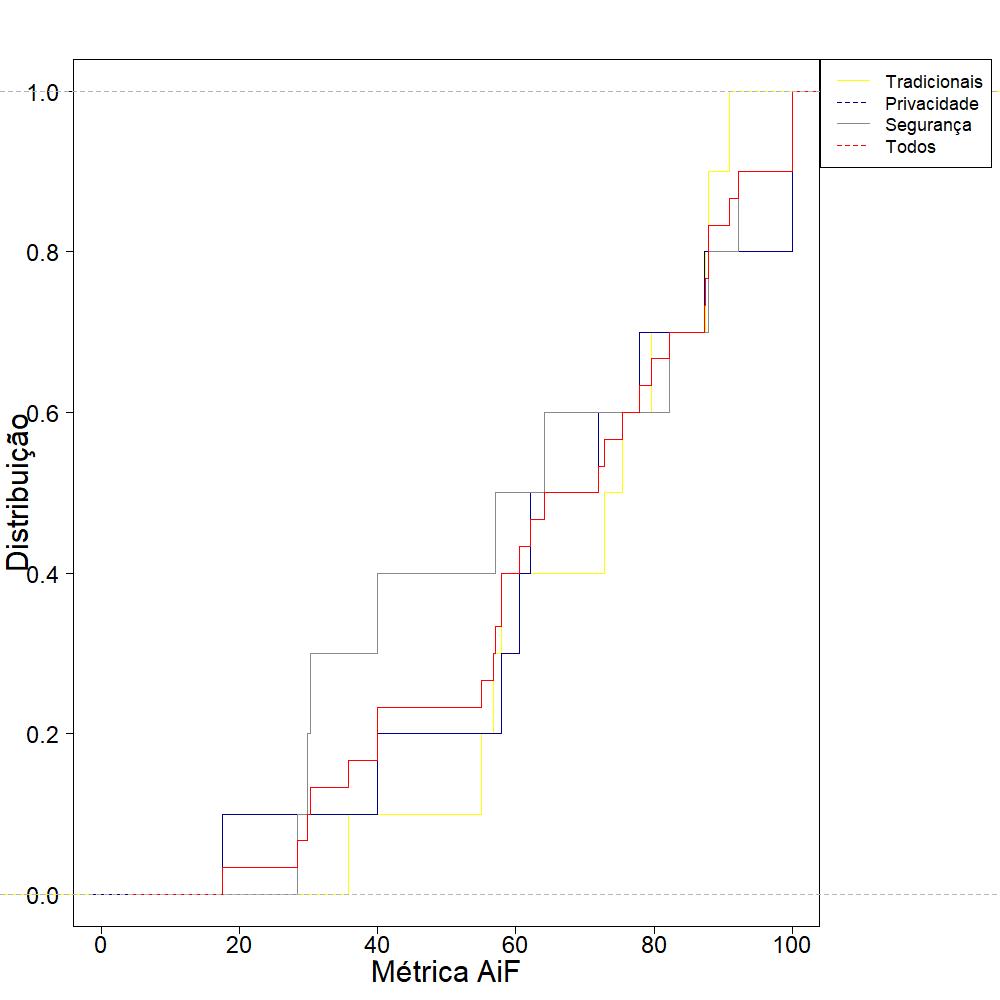 Tradicionais
Privacidade
Segurança
Todos
1.0
0.8
0.6
0.4
0.2
0.0
Distribuição
0 20 40 60 80 100
Métrica AiF